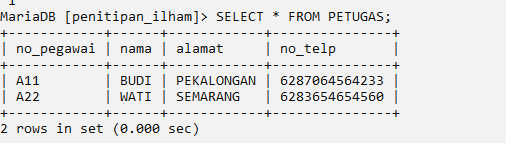 MariaDB [penitipan_ilham]> SELECT * FROM PETUGAS;
+------------+------+------------+---------------+
| no_pegawai | nama | alamat     | no_telp       |
+------------+------+------------+---------------+
| A11        | BUDI | PEKALONGAN | 6287064564233 |
| A22        | WATI | SEMARANG   | 6283654654560 |
+------------+------+------------+---------------+
2 rows in set (0.000 sec)